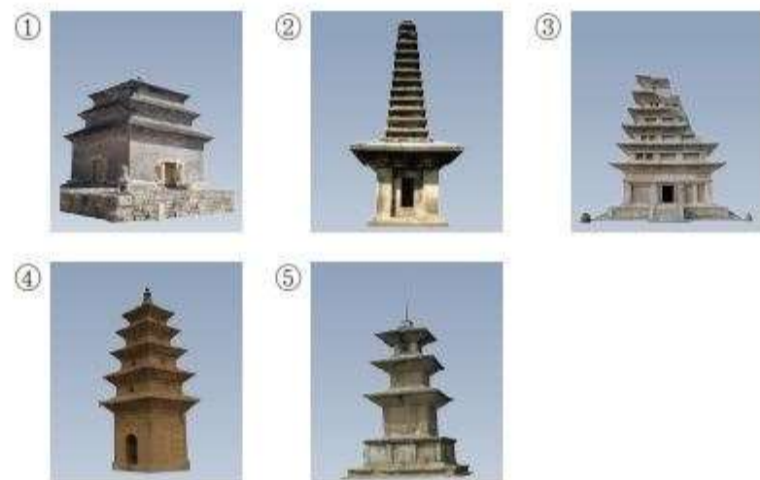 ① ② ③
④ ⑤